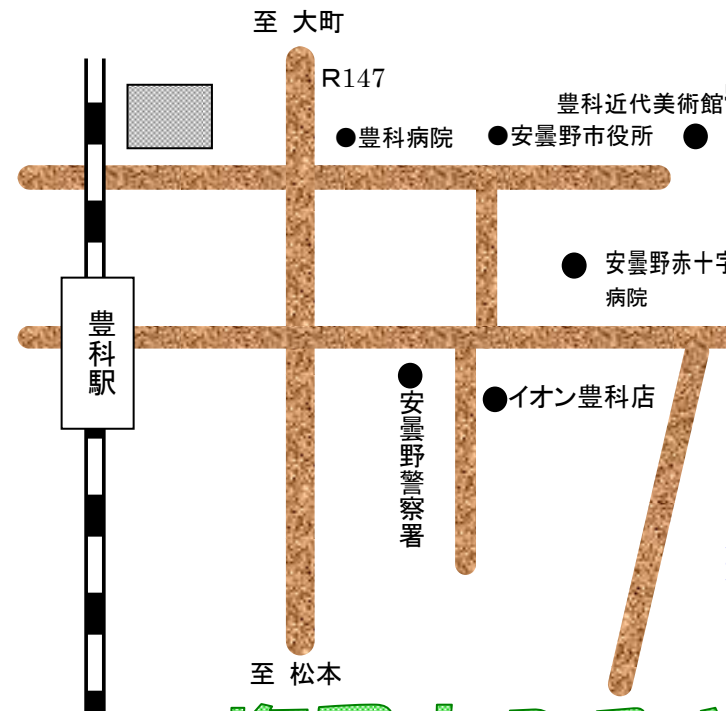 至 大町
R147
豊科近代美術館
●豊科病院
●安曇野市役所
安曇野赤十字
病院
豊科駅
イオン豊科店
安曇野警察署
至 松本